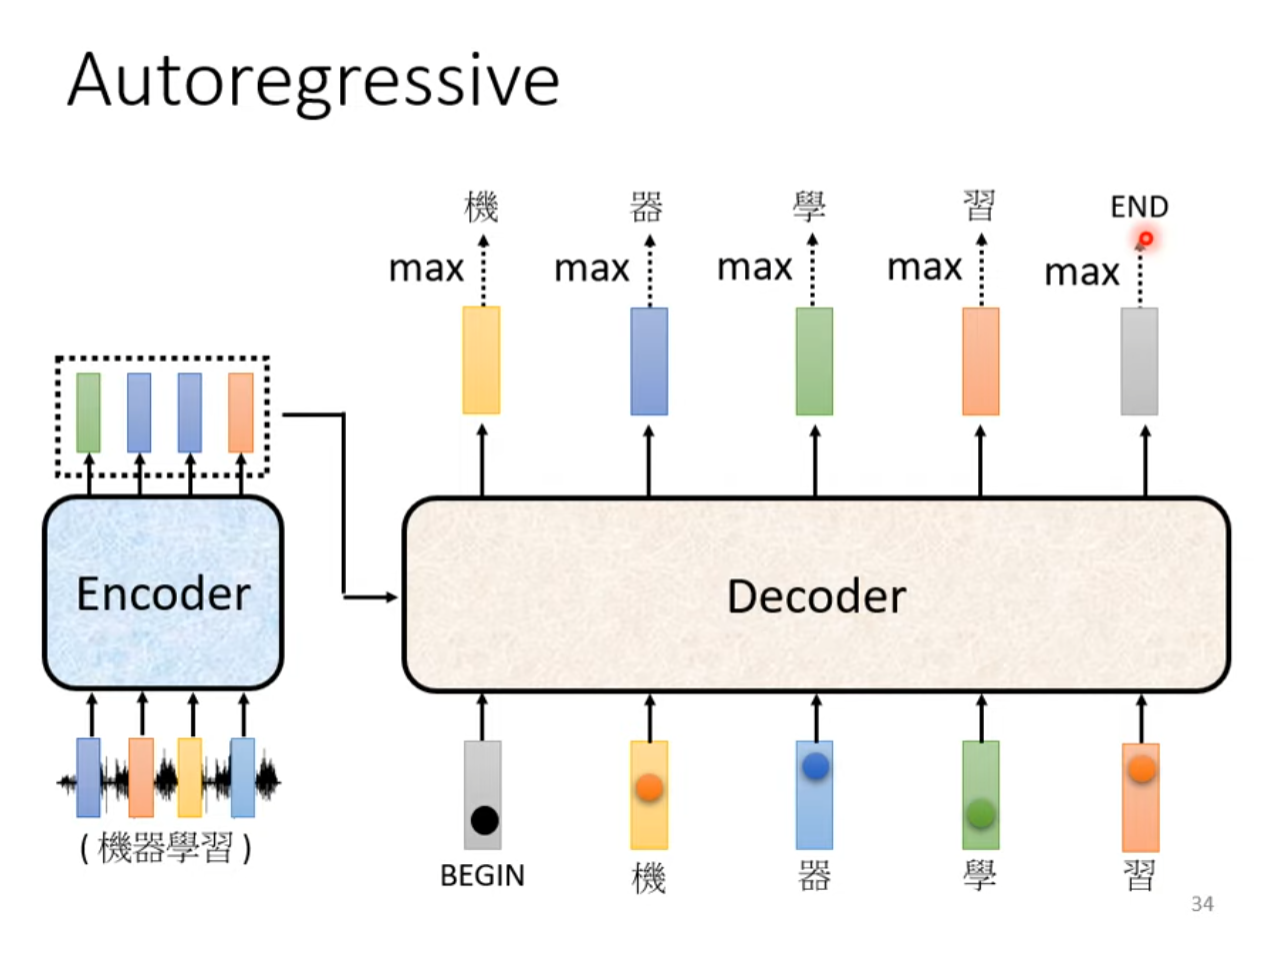 Autoregressive
機 器 學 習 END
max max max max max
Encoder
Decoder
(機器學習)
BEGIN 機 器 學 習
34